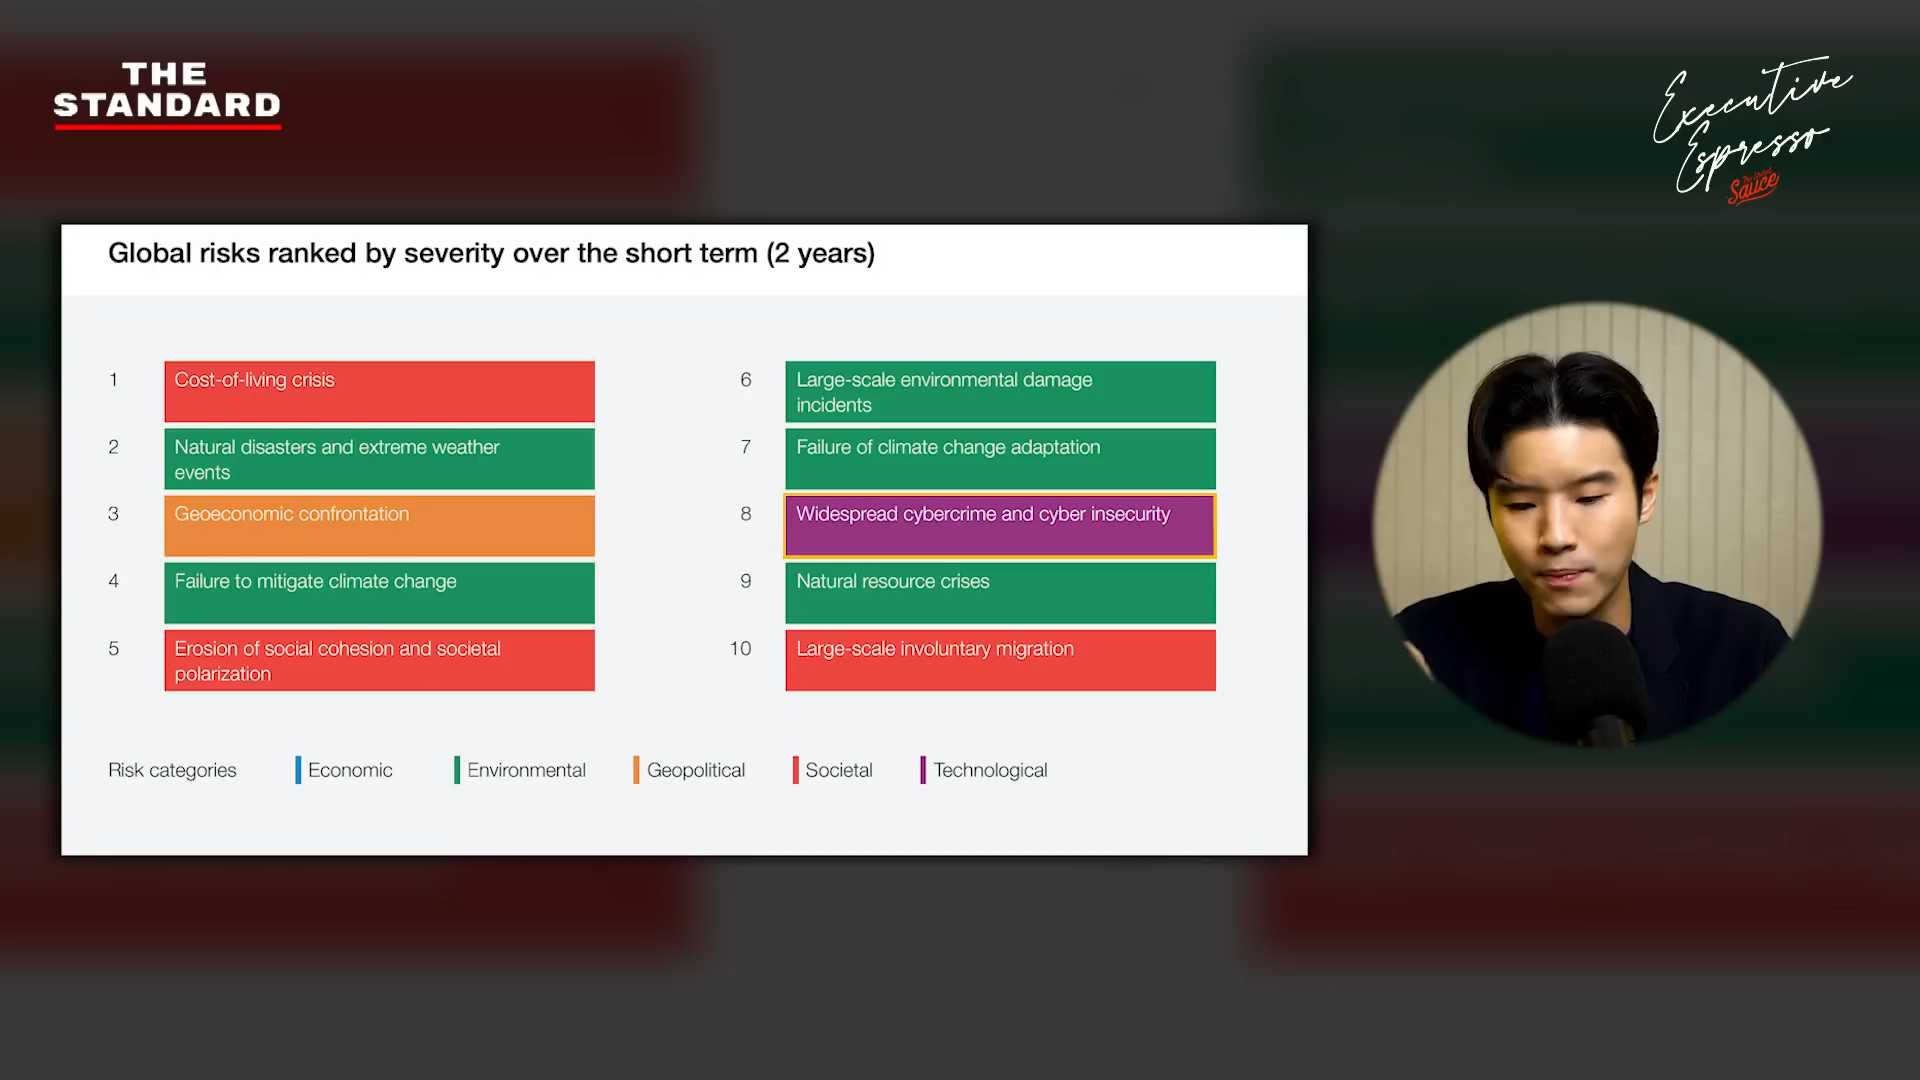 THE
STANDARD
Executive
Espresso
The Secret
Sauce
Global risks ranked by severity over the short term (2 years)
1
Cost-of-living crisis
2
Natural disasters and extreme weather
events
3
Geoeconomic confrontation
4
Failure to mitigate climate change
5
Erosion of social cohesion and societal
polarization
6
Large-scale environmental damage
incidents
7
Failure of climate change adaptation
8
Widespread cybercrime and cyber insecurity
9
Natural resource crises
10
Large-scale involuntary migration
Risk categories
Economic
Environmental
Geopolitical
Societal
Technological